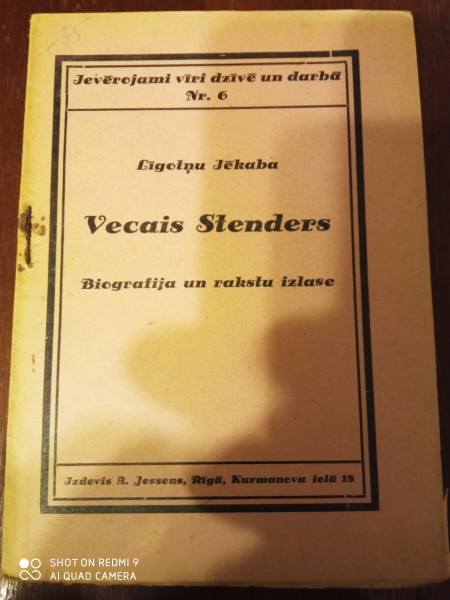 Ievērojami vīri dzīvē un darbā
Nr. 6
Līgotņu Jēkaba
Vecais Stenders
Biografija un rakstu izlase
Izdevis A. Jessens, Rīgā, Kurmanova ielā 15
SHOT ON REDMI 9
AI QUAD CAMERA